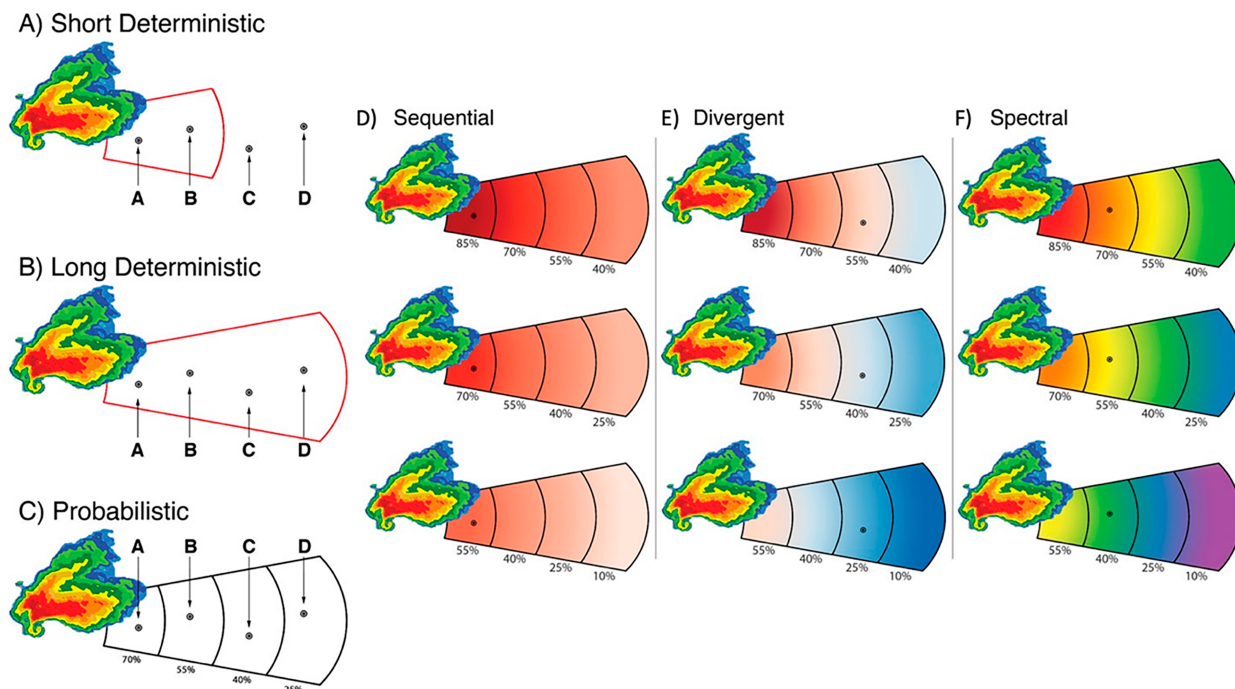 A) Short Deterministic
A B C D
B) Long Deterministic
A B C D
C) Probabilistic
A B C D
70% 55% 40% 25%
D) Sequential
85% 70% 55% 40%
70% 55% 40% 25%
55% 40% 25% 10%
E) Divergent
85% 70% 55% 40%
70% 55% 40% 25%
55% 40% 25% 10%
F) Spectral
85% 70% 55% 40%
70% 55% 40% 25%
55% 40% 25% 10%